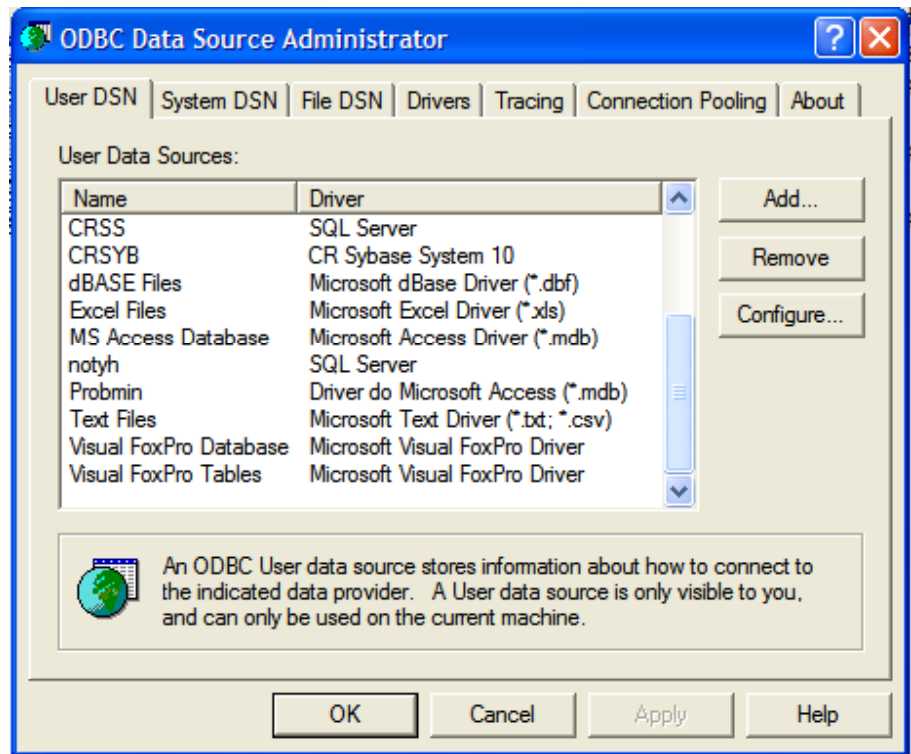 ODBC Data Source Administrator
User DSN System DSN File DSN Drivers Tracing Connection Pooling About
User Data Sources:
Name Driver
CRSS SQL Server
CRSYB CR Sybase System 10
dBASE Files Microsoft dBase Driver (*.dbf)
Excel Files Microsoft Excel Driver (*.xls)
MS Access Database Microsoft Access Driver (*.mdb)
notyh SQL Server
Probmin Driver do Microsoft Access (*.mdb)
Text Files Microsoft Text Driver (*.txt; *.csv)
Visual FoxPro Database Microsoft Visual FoxPro Driver
Visual FoxPro Tables Microsoft Visual FoxPro Driver
Add...
Remove
Configure...
An ODBC User data source stores information about how to connect to
the indicated data provider. A User data source is only visible to you,
and can only be used on the current machine.
OK Cancel Apply Help